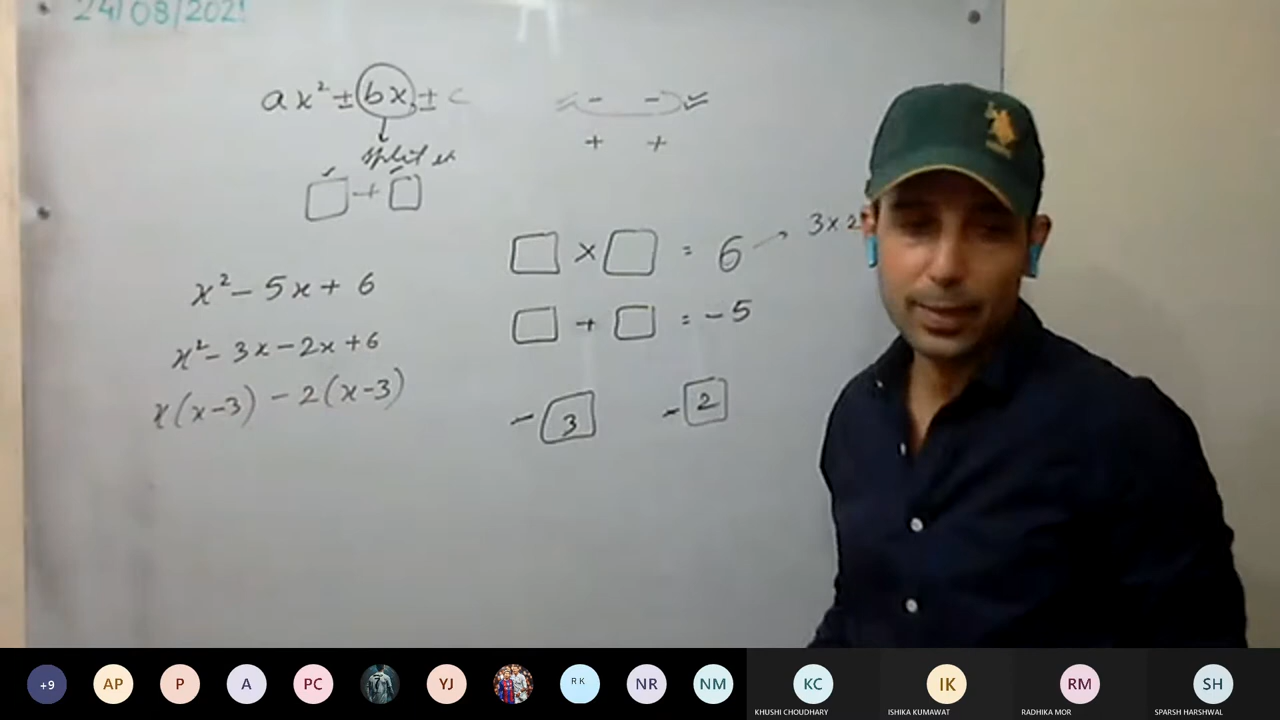 24/08/2021
ax² ± bx ± c
- -
+ +
split it
□ + □
□ × □ = 6 → 3×2
x² - 5x + 6
□ + □ = -5
x² - 3x - 2x + 6
x(x-3) - 2(x-3)
- 3 - 2
+9 AP P A PC YJ R K NR NM KC IK RM SH
KHUSHI CHOUDHARY ISHIKA KUMAWAT RADHIKA MOR SPARSH HARSHWAL